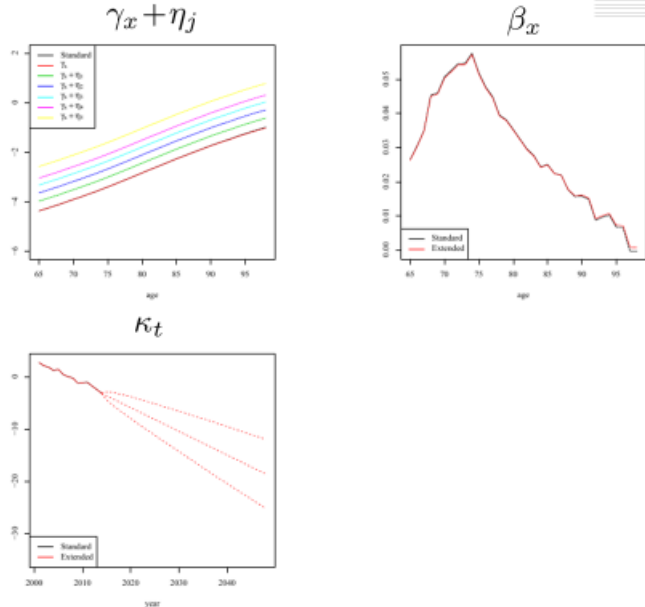 γₓ + ηⱼ
2
0
-2
-4
-6
Standard
γₓ
γₓ + η₁
γₓ + η₂
γₓ + η₃
γₓ + η₄
γₓ + η₅
65 70 75 80 85 90 95
age
βₓ
0.05
0.04
0.03
0.02
0.01
0.00
Standard
Extended
65 70 75 80 85 90 95
age
κₜ
0
-10
-20
-30
Standard
Extended
2000 2010 2020 2030 2040
year